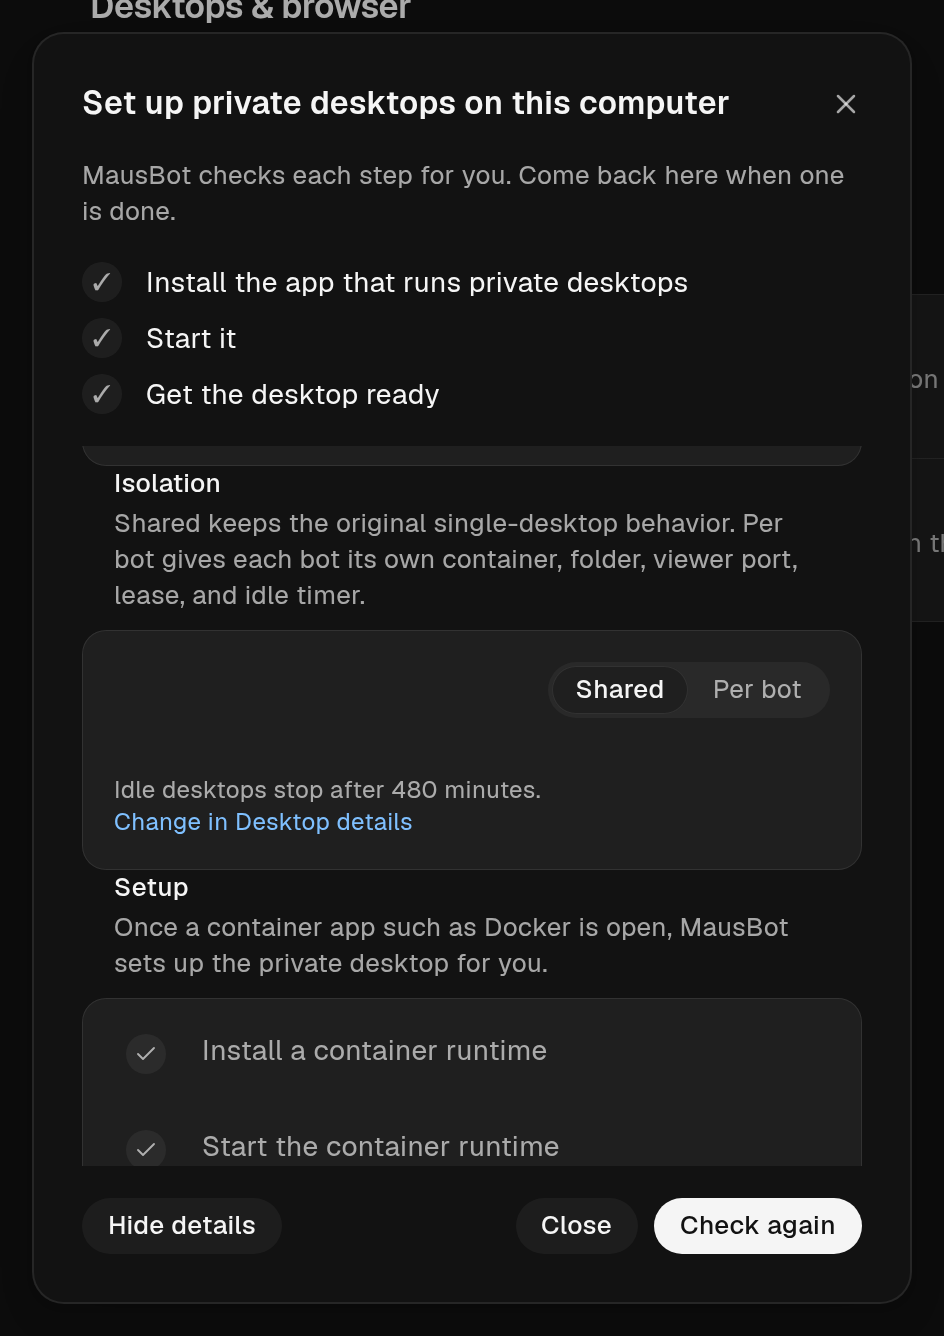 Desktops & browser
Set up private desktops on this computer
MausBot checks each step for you. Come back here when one
is done.
Install the app that runs private desktops
Start it
Get the desktop ready
on
Isolation
Shared keeps the original single-desktop behavior. Per
bot gives each bot its own container, folder, viewer port,
lease, and idle timer.
Shared
Per bot
Idle desktops stop after 480 minutes.
Change in Desktop details
Setup
Once a container app such as Docker is open, MausBot
sets up the private desktop for you.
Install a container runtime
Start the container runtime
Hide details
Close
Check again